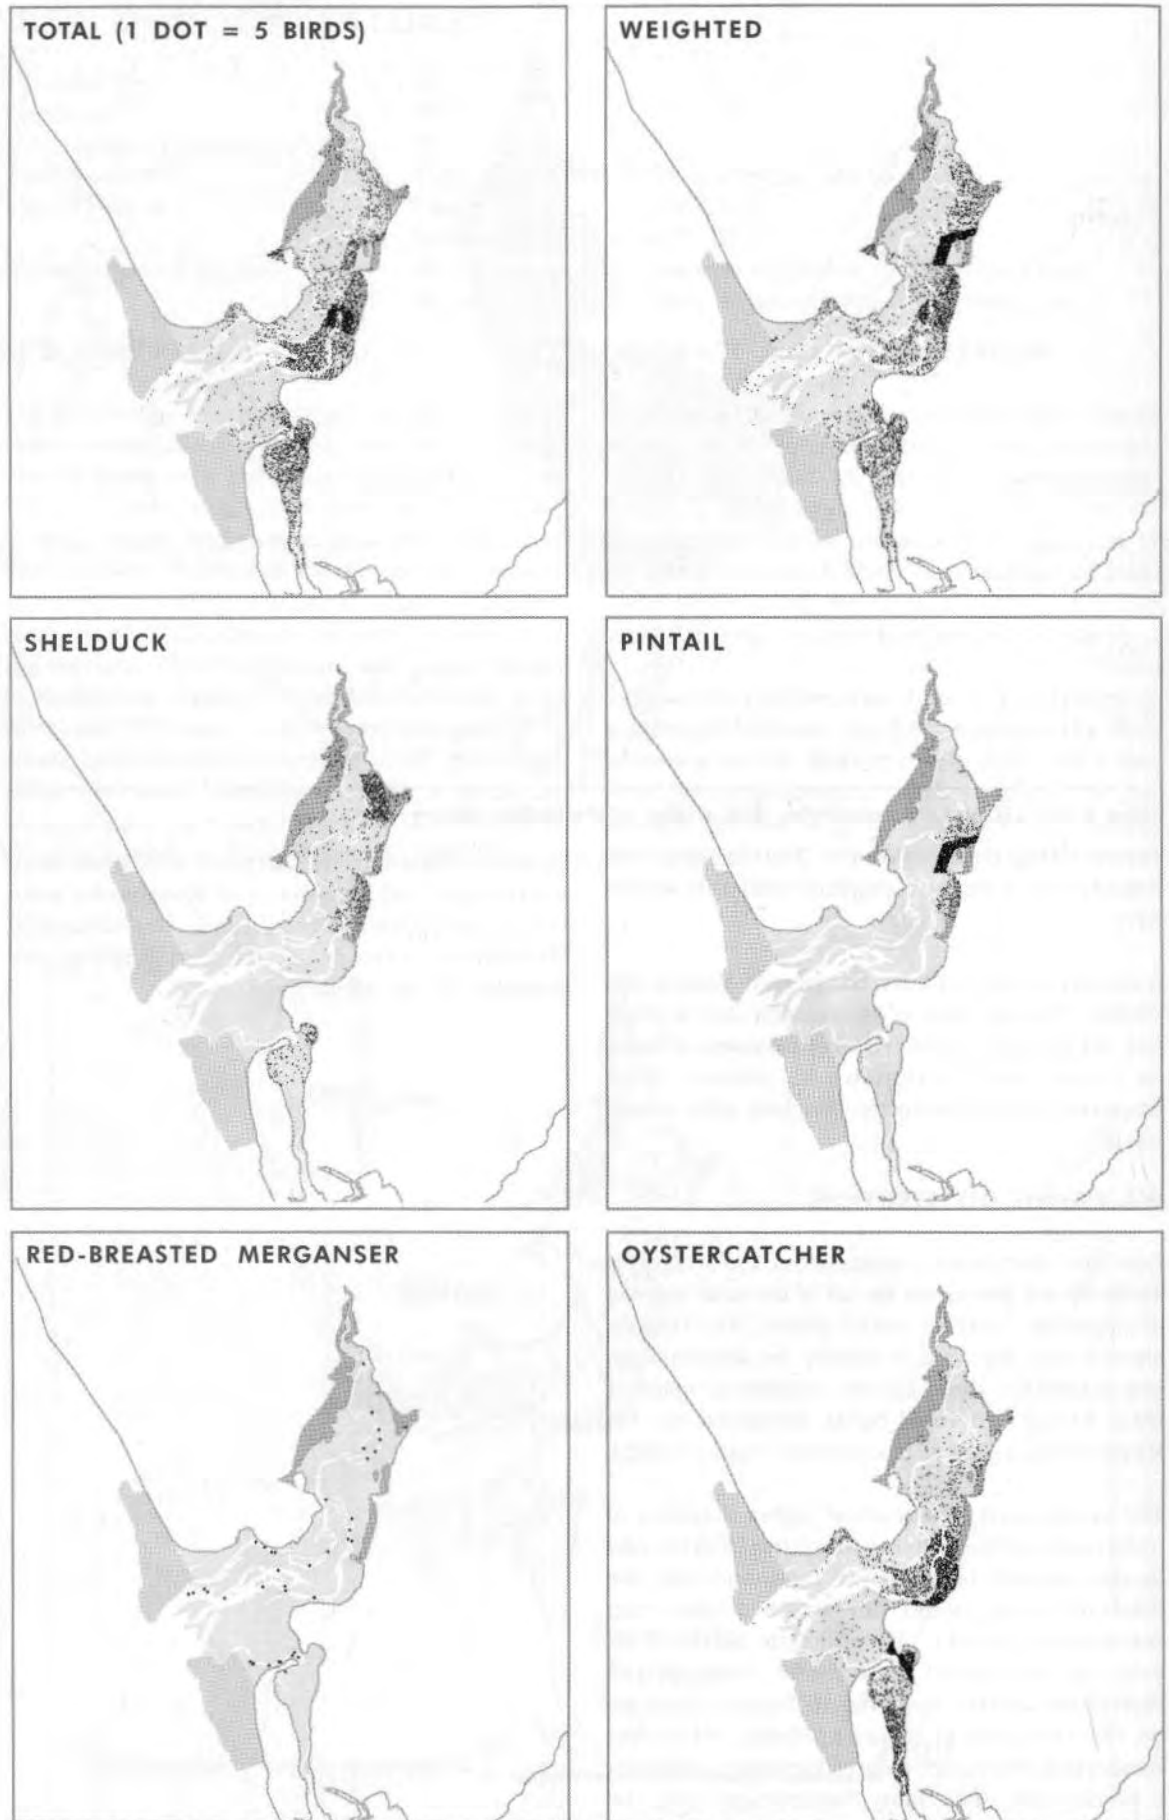 TOTAL (1 DOT = 5 BIRDS)
WEIGHTED
SHELDUCK
PINTAIL
RED-BREASTED MERGANSER
OYSTERCATCHER